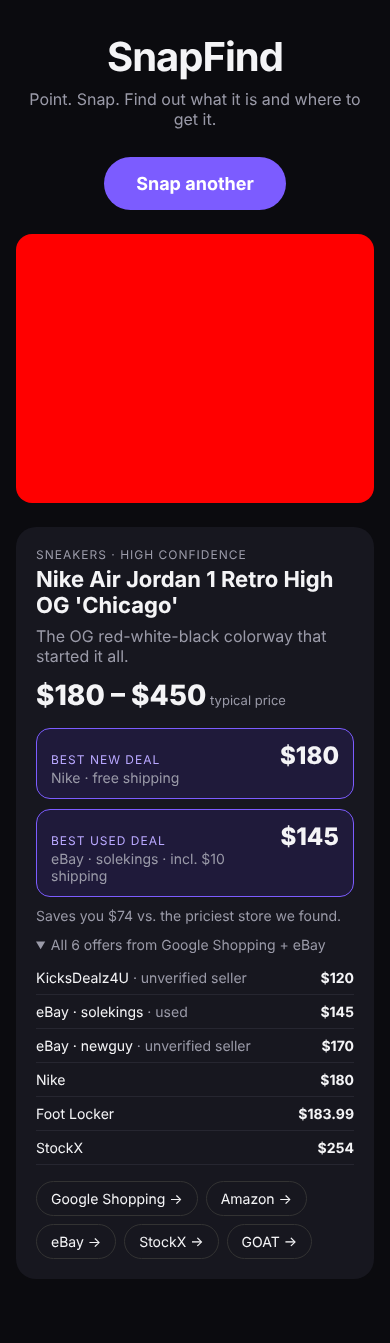 SnapFind
Point. Snap. Find out what it is and where to
get it.
Snap another
SNEAKERS · HIGH CONFIDENCE
Nike Air Jordan 1 Retro High
OG 'Chicago'
The OG red-white-black colorway that
started it all.
$180 – $450 typical price
BEST NEW DEAL $180
Nike · free shipping
BEST USED DEAL $145
eBay · solekings · incl. $10
shipping
Saves you $74 vs. the priciest store we found.
▼ All 6 offers from Google Shopping + eBay
KicksDealz4U · unverified seller $120
eBay · solekings · used $145
eBay · newguy · unverified seller $170
Nike $180
Foot Locker $183.99
StockX $254
Google Shopping → Amazon →
eBay → StockX → GOAT →